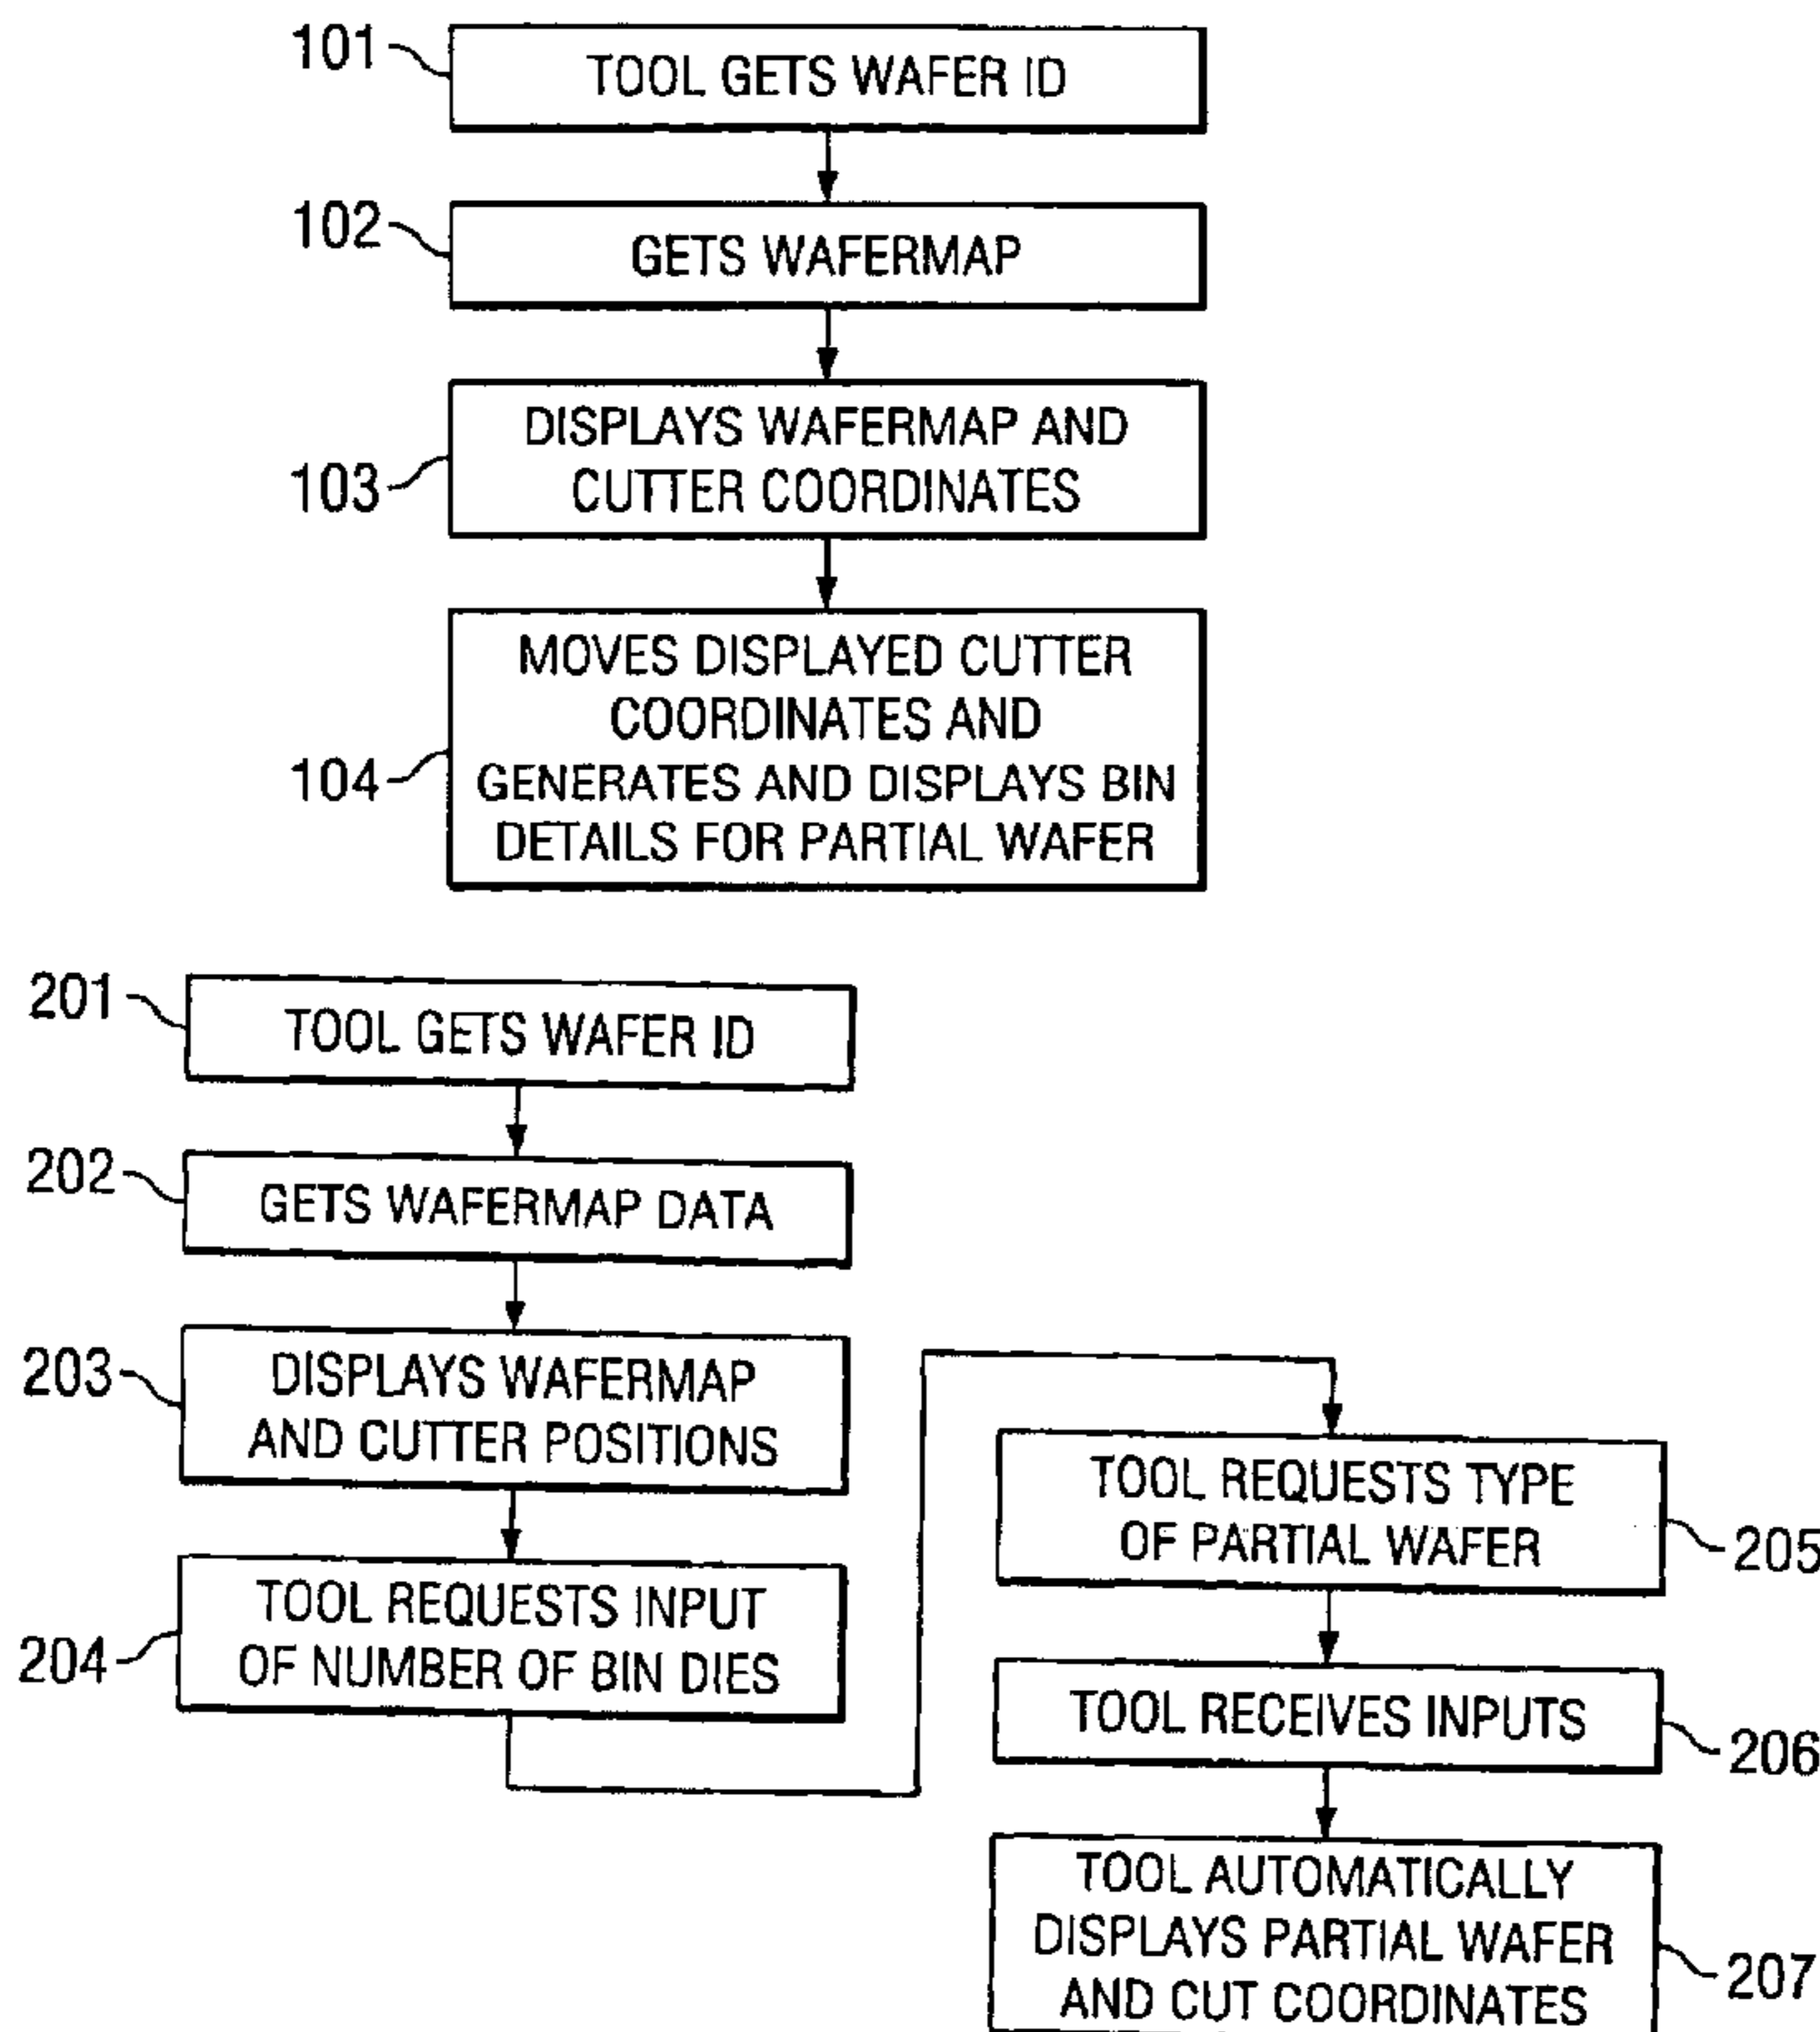 101
TOOL GETS WAFER ID
102
GETS WAFERMAP
103
DISPLAYS WAFERMAP AND
CUTTER COORDINATES
104
MOVES DISPLAYED CUTTER
COORDINATES AND
GENERATES AND DISPLAYS BIN
DETAILS FOR PARTIAL WAFER
201
TOOL GETS WAFER ID
202
GETS WAFERMAP DATA
203
DISPLAYS WAFERMAP
AND CUTTER POSITIONS
204
TOOL REQUESTS INPUT
OF NUMBER OF BIN DIES
TOOL REQUESTS TYPE
OF PARTIAL WAFER
205
TOOL RECEIVES INPUTS
206
TOOL AUTOMATICALLY
DISPLAYS PARTIAL WAFER
AND CUT COORDINATES
207